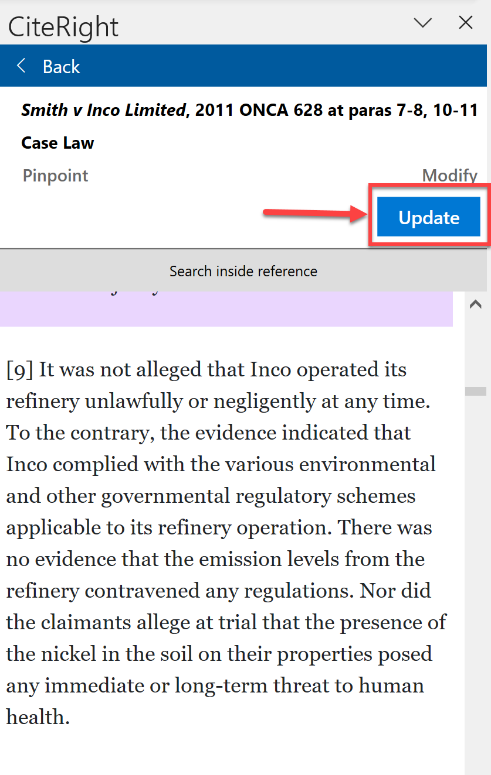 CiteRight
Back
Smith v Inco Limited, 2011 ONCA 628 at paras 7-8, 10-11
Case Law
Pinpoint Modify
Update
Search inside reference
[9] It was not alleged that Inco operated its
refinery unlawfully or negligently at any time.
To the contrary, the evidence indicated that
Inco complied with the various environmental
and other governmental regulatory schemes
applicable to its refinery operation. There was
no evidence that the emission levels from the
refinery contravened any regulations. Nor did
the claimants allege at trial that the presence of
the nickel in the soil on their properties posed
any immediate or long-term threat to human
health.